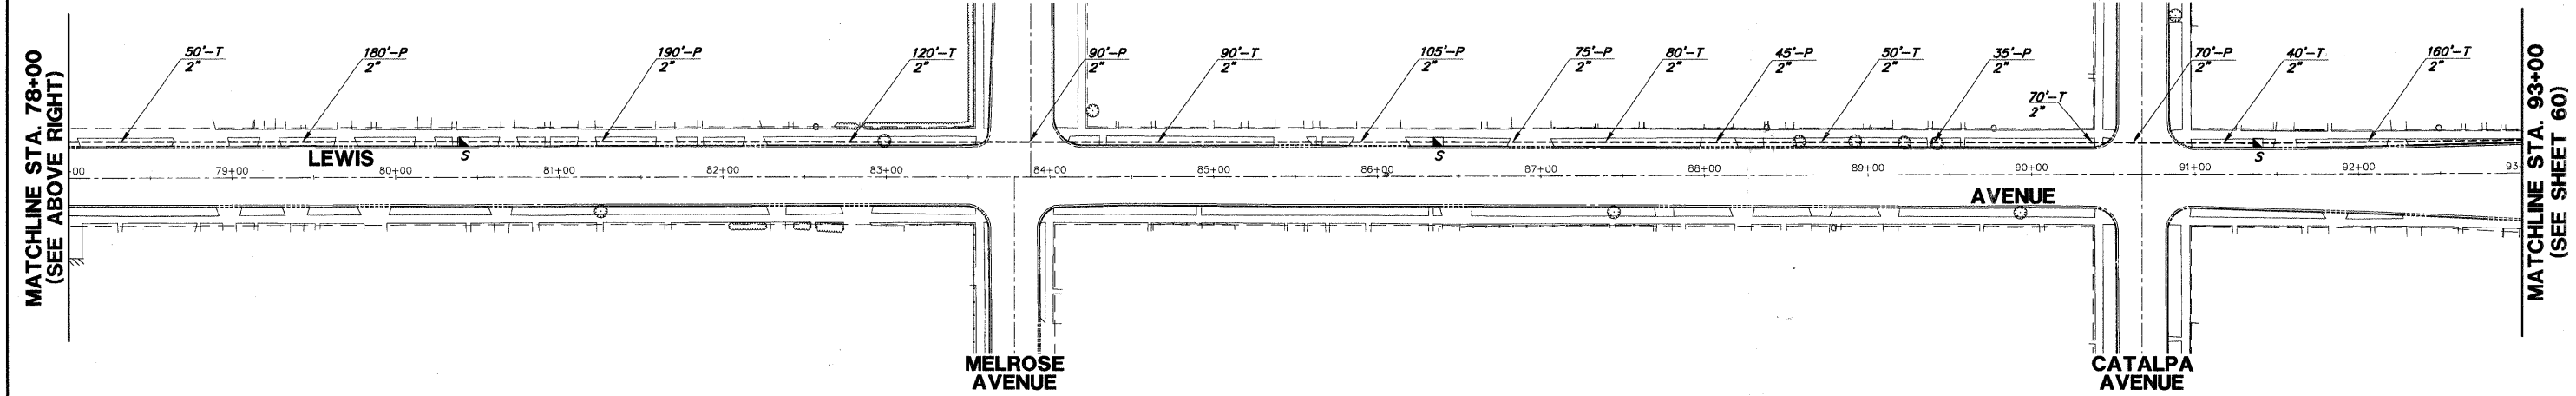 MATCHLINE STA. 78+00
(SEE ABOVE RIGHT)
50'-T
2"
180'-P
2"
190'-P
2"
120'-T
2"
90'-P
2"
90'-T
2"
105'-P
2"
75'-P
2"
80'-T
2"
45'-P
2"
50'-T
2"
35'-P
2"
70'-T
2"
70'-P
2"
40'-T
2"
160'-T
2"
LEWIS
S
S
S
00
79+00
80+00
81+00
82+00
83+00
84+00
85+00
86+00
87+00
88+00
89+00
90+00
91+00
92+00
93+
AVENUE
MELROSE
AVENUE
CATALPA
AVENUE
MATCHLINE STA. 93+00
(SEE SHEET 60)